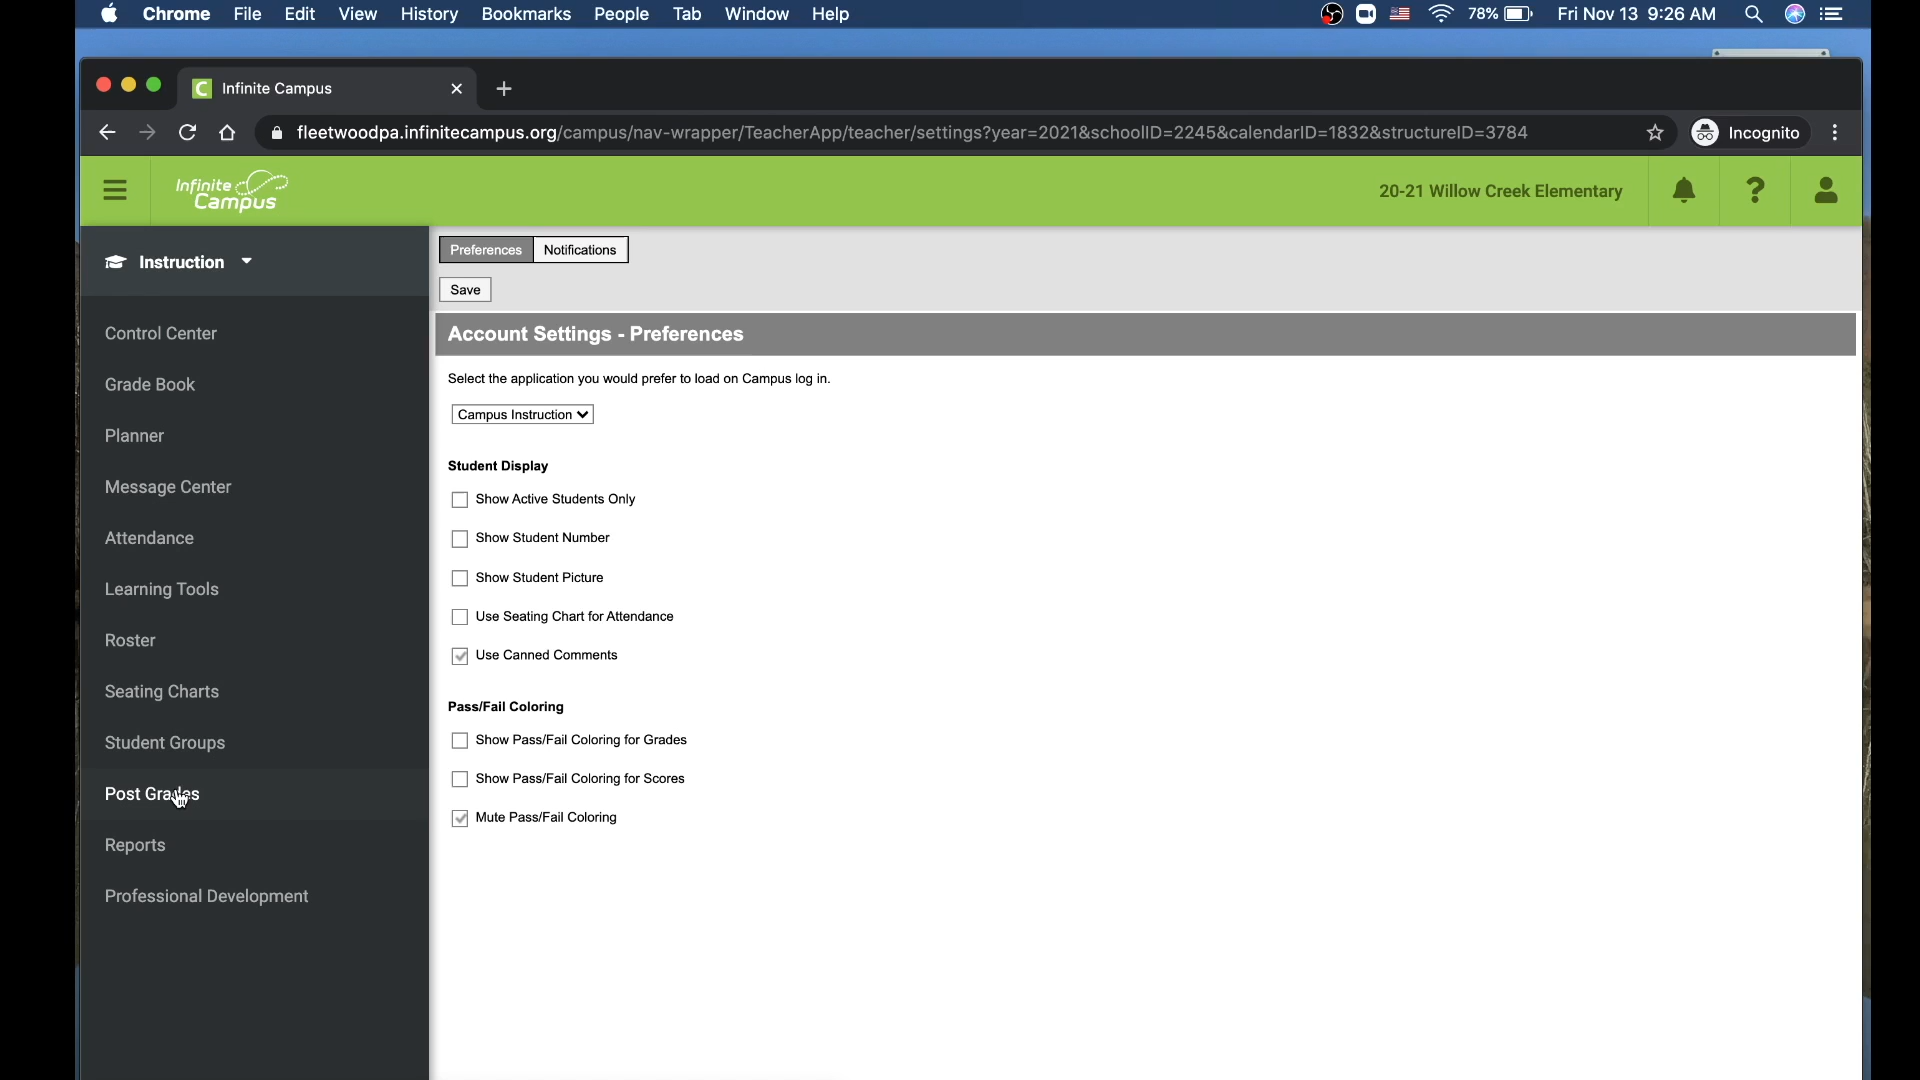 Chrome File Edit View History Bookmarks People Tab Window Help 78% Fri Nov 13 9:26 AM
Infinite Campus
fleetwoodpa.infinitecampus.org/campus/nav-wrapper/TeacherApp/teacher/settings?year=2021&schoolID=2245&calendarID=1832&structureID=3784 Incognito
Infinite Campus 20-21 Willow Creek Elementary ?
Instruction
Control Center
Grade Book
Planner
Message Center
Attendance
Learning Tools
Roster
Seating Charts
Student Groups
Post Grades
Reports
Professional Development
Preferences Notifications
Save
Account Settings - Preferences
Select the application you would prefer to load on Campus log in.
Campus Instruction
Student Display
Show Active Students Only
Show Student Number
Show Student Picture
Use Seating Chart for Attendance
Use Canned Comments
Pass/Fail Coloring
Show Pass/Fail Coloring for Grades
Show Pass/Fail Coloring for Scores
Mute Pass/Fail Coloring